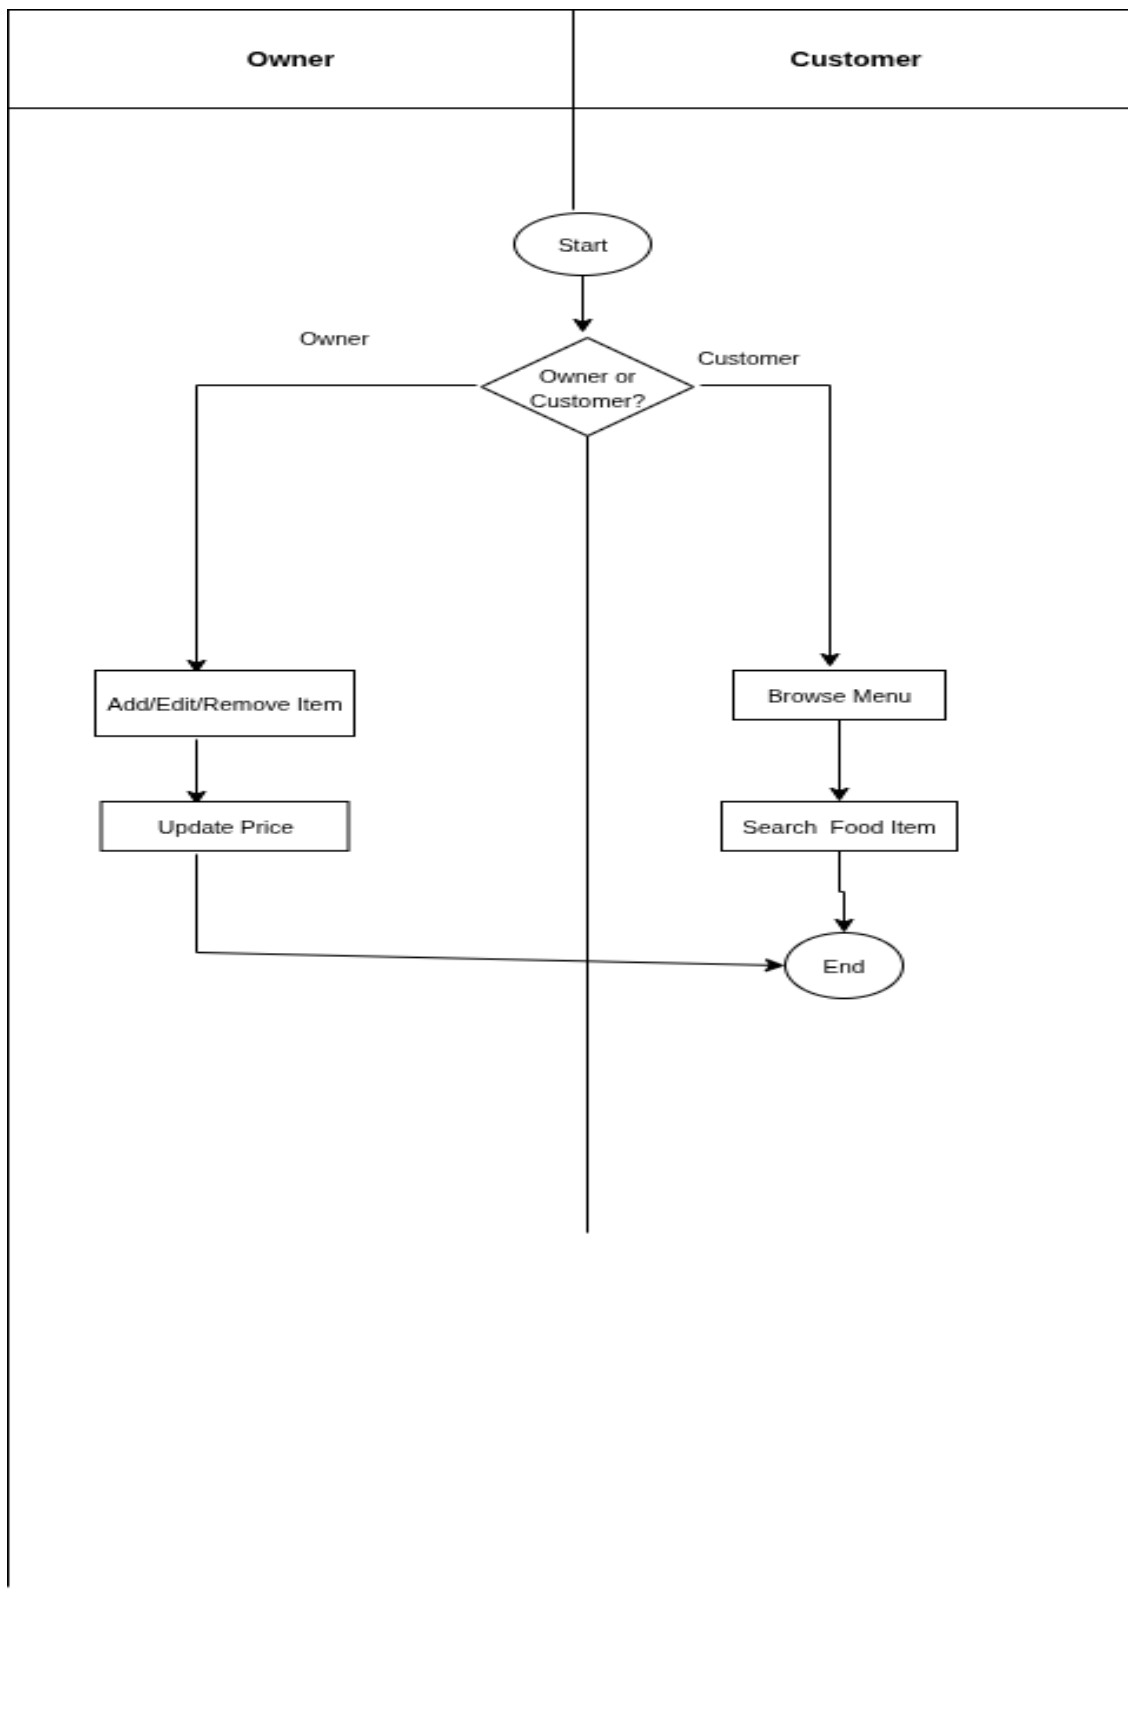 Owner
Customer
Start
Owner
Customer
Owner or
Customer?
Add/Edit/Remove Item
Browse Menu
Update Price
Search  Food Item
End